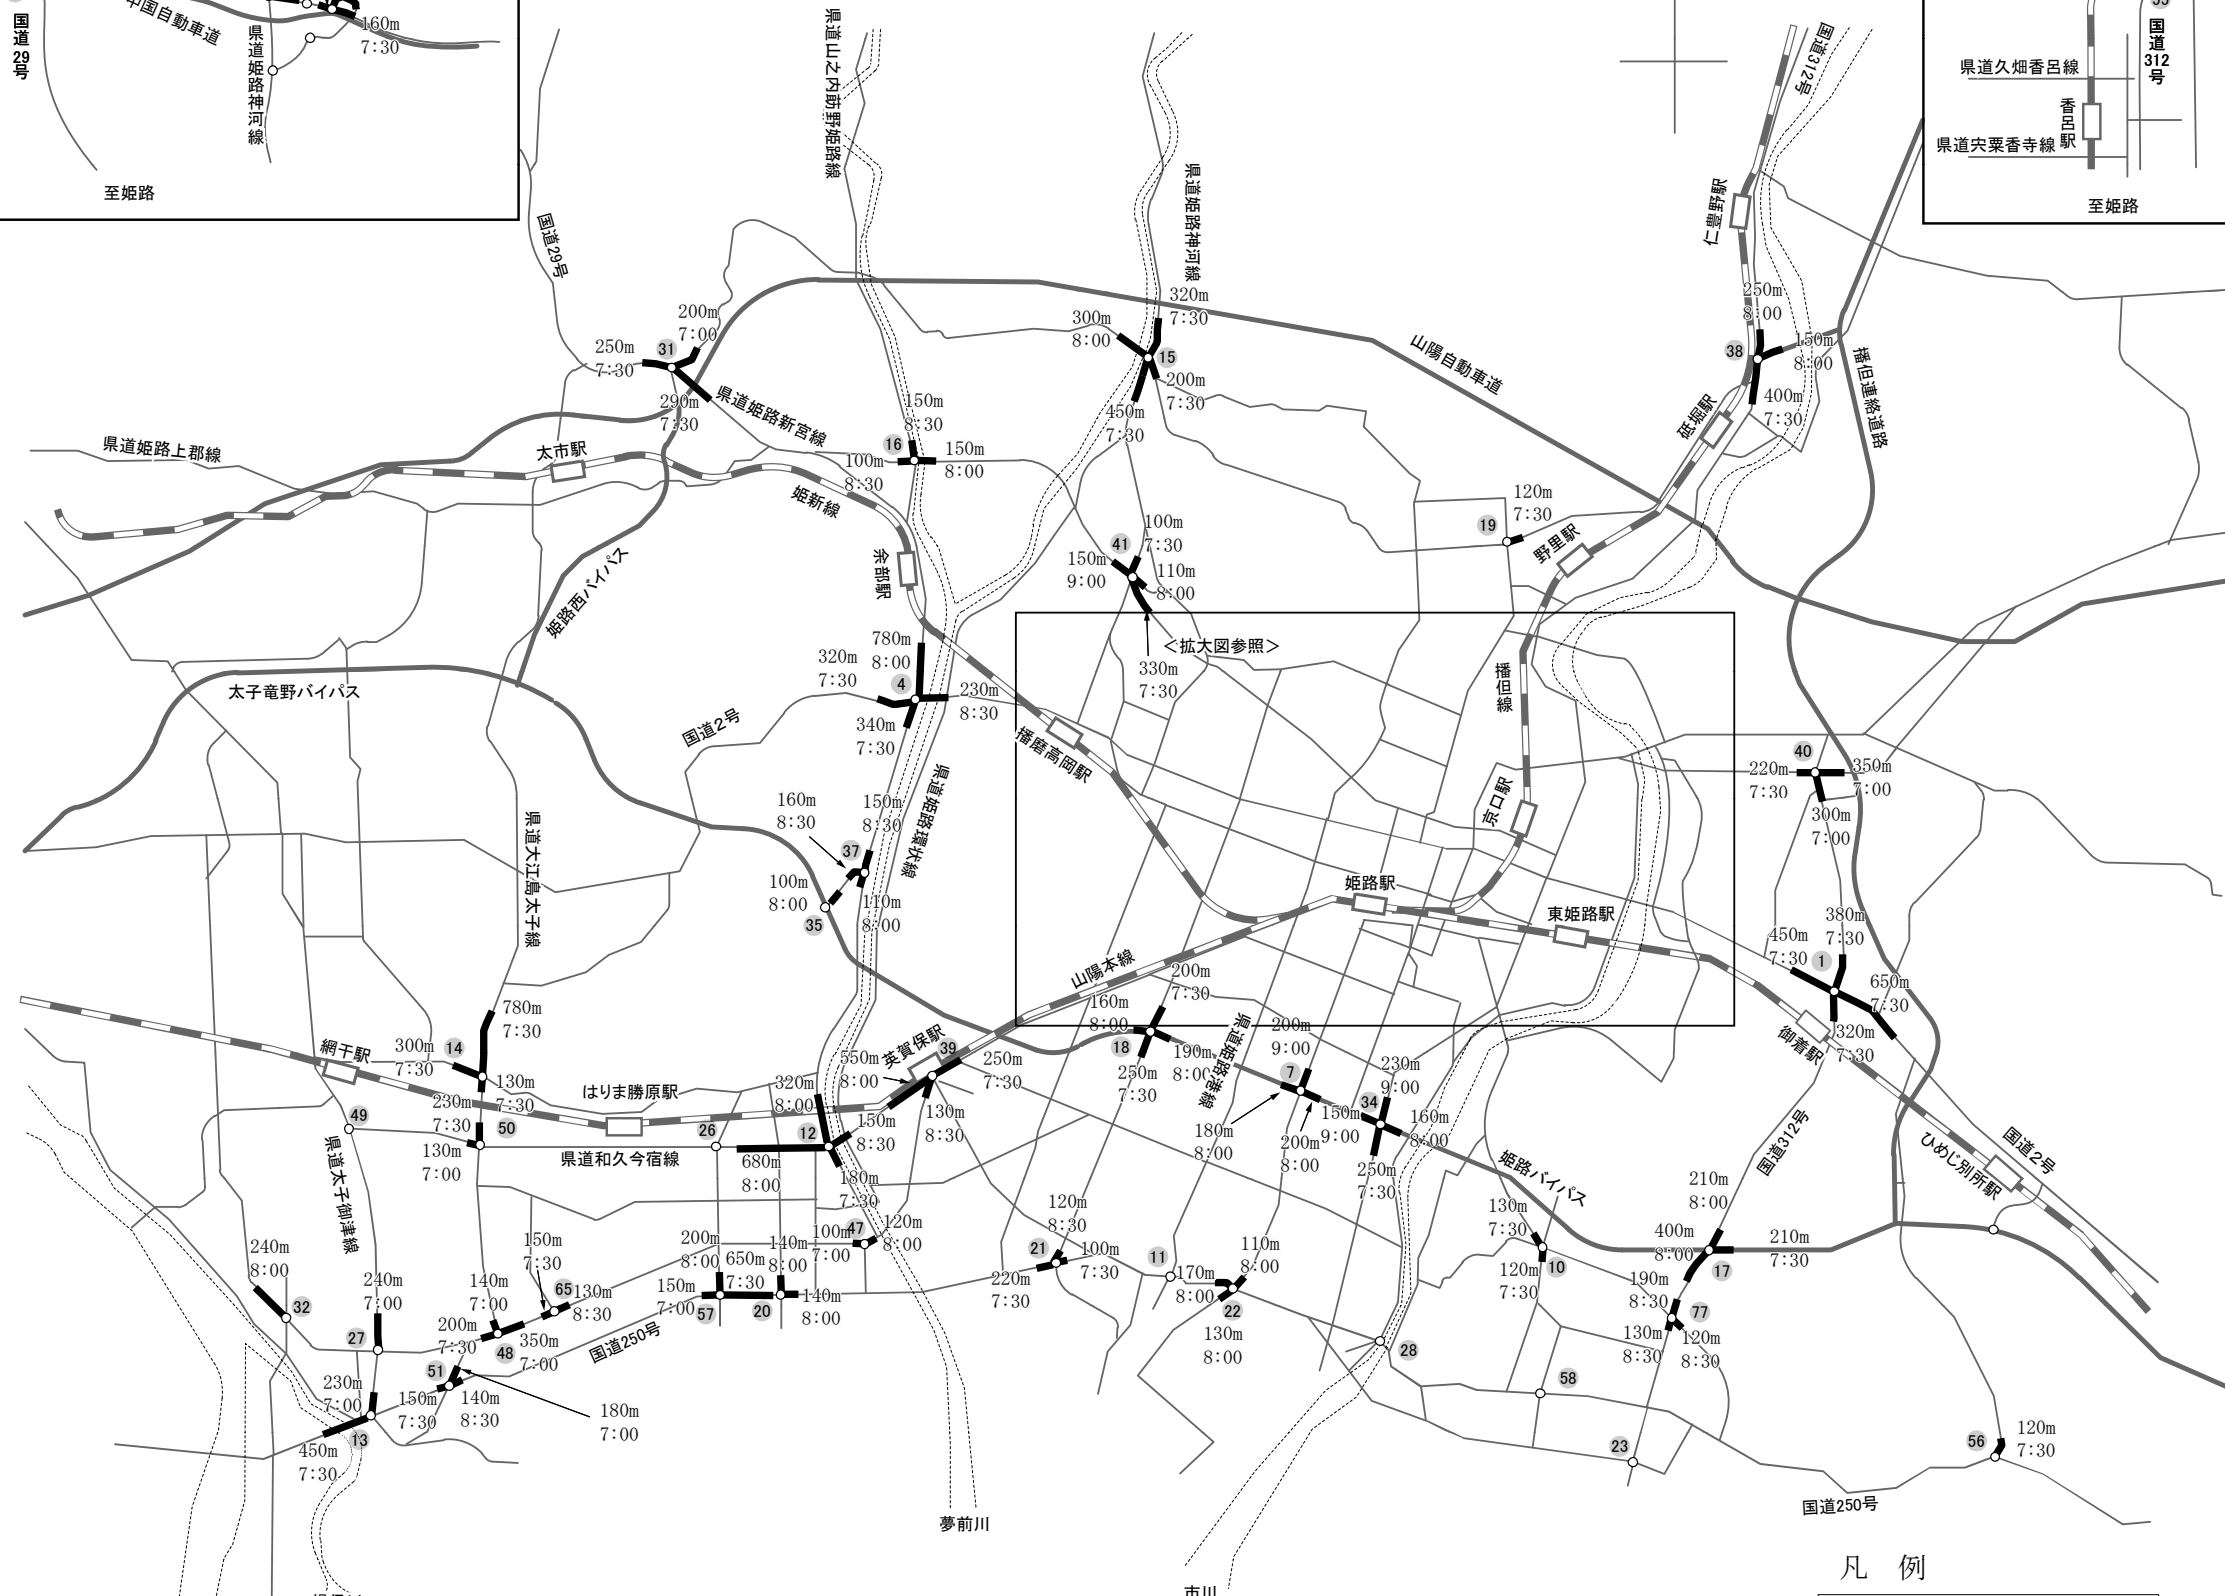 国道29号
中国自動車道
県道姫路神河線
160m
7:30
至姫路
県道山之内莇野姫路線
県道姫路神河線
国道312号
国道312号
県道久畑香呂線
香呂駅
県道宍粟香寺線
至姫路
仁豊野駅
国道29号
200m
7:00
31
250m
7:30
290m
7:30
県道姫路新宮線
320m
7:30
300m
8:00
15
200m
7:30
450m
7:30
山陽自動車道
250m
8:00
38
150m
8:00
400m
7:30
播但連絡道路
砥堀駅
県道姫路上郡線
太市駅
姫新線
150m
8:30
16
150m
8:00
100m
8:30
120m
7:30
19
野里駅
100m
7:30
41
150m
9:00
110m
8:00
330m
7:30
<拡大図参照>
余部駅
姫路西バイパス
太子竜野バイパス
780m
8:00
320m
7:30
4
230m
8:30
340m
7:30
国道2号
播磨高岡駅
播但線
京口駅
40
220m
7:30
350m
7:00
300m
7:00
県道姫路環状線
150m
8:30
160m
8:30
37
100m
8:00
35
110m
8:00
県道大江島太子線
姫路駅
東姫路駅
山陽本線
380m
7:30
450m
7:30
1
650m
7:30
320m
7:30
御着駅
200m
7:30
160m
8:00
18
190m
8:00
250m
7:30
県道姫路港線
200m
9:00
7
180m
8:00
200m
8:00
230m
9:00
34
150m
9:00
160m
8:00
250m
7:30
780m
7:30
300m
7:30
14
130m
7:30
230m
7:30
50
130m
7:00
網干駅
49
はりま勝原駅
26
県道和久今宿線
県道太子御津線
英賀保駅
39
550m
8:00
250m
7:30
130m
8:30
320m
8:00
12
150m
8:30
680m
8:00
180m
7:30
姫路バイパス
国道312号
ひめじ別所駅
国道2号
130m
7:30
10
120m
7:30
210m
8:00
400m
8:00
17
210m
7:30
190m
8:30
77
130m
8:30
120m
8:30
100m
7:00
47
120m
8:00
200m
8:00
650m
7:30
140m
8:00
150m
7:00
57
20
140m
8:00
120m
8:30
21
100m
7:30
220m
7:30
11
170m
8:00
110m
8:00
22
130m
8:00
28
58
23
56
120m
7:30
国道250号
240m
8:00
32
240m
7:00
27
140m
7:00
200m
7:30
48
350m
7:00
150m
7:30
65
130m
8:30
国道250号
51
150m
7:30
140m
8:30
180m
7:00
230m
7:00
13
450m
7:30
夢前川
市川
凡 例